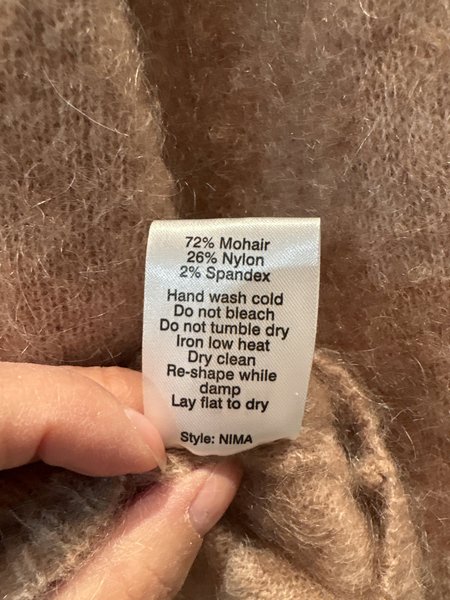 72% Mohair
26% Nylon
2% Spandex
Hand wash cold
Do not bleach
Do not tumble dry
Iron low heat
Dry clean
Re-shape while
damp
Lay flat to dry
Style: NIMA